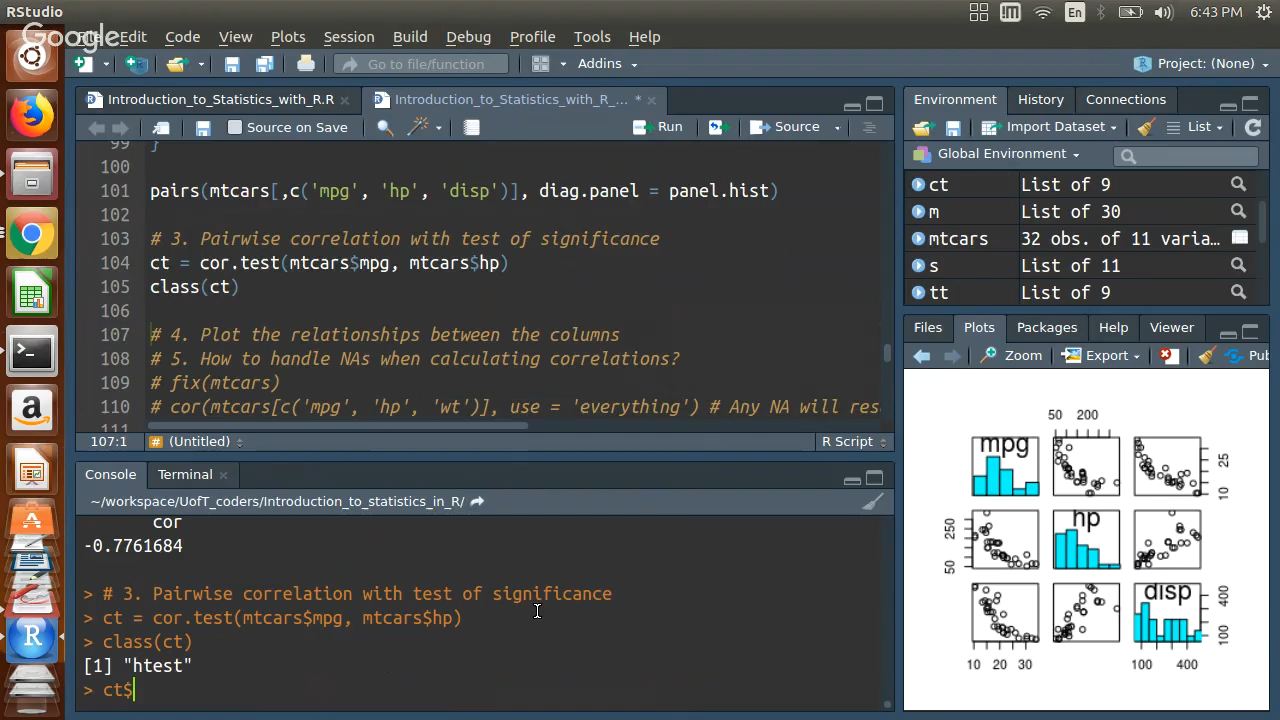 RStudio
En
6:43 PM
Google
Edit Code View Plots Session Build Debug Profile Tools Help
Go to file/function
Addins
Project: (None)
Introduction_to_Statistics_with_R.R
Introduction_to_Statistics_with_R_... *
Source on Save
Run
Source
99 }
100
101 pairs(mtcars[,c('mpg', 'hp', 'disp')], diag.panel = panel.hist)
102
103 # 3. Pairwise correlation with test of significance
104 ct = cor.test(mtcars$mpg, mtcars$hp)
105 class(ct)
106
107 # 4. Plot the relationships between the columns
108 # 5. How to handle NAs when calculating correlations?
109 # fix(mtcars)
110 # cor(mtcars[c('mpg', 'hp', 'wt')], use = 'everything') # Any NA will res
111
107:1 # (Untitled) R Script
Console Terminal
~/workspace/UofT_coders/Introduction_to_statistics_in_R/
cor
-0.7761684
> # 3. Pairwise correlation with test of significance
> ct = cor.test(mtcars$mpg, mtcars$hp)
> class(ct)
[1] "htest"
> ct$
Environment History Connections
Import Dataset List
Global Environment
ct List of 9
m List of 30
mtcars 32 obs. of 11 varia...
s List of 11
tt List of 9
Files Plots Packages Help Viewer
Zoom Export Pub
50 200
mpg
10 25
hp
50 250
disp
100 400
10 20 30
100 400